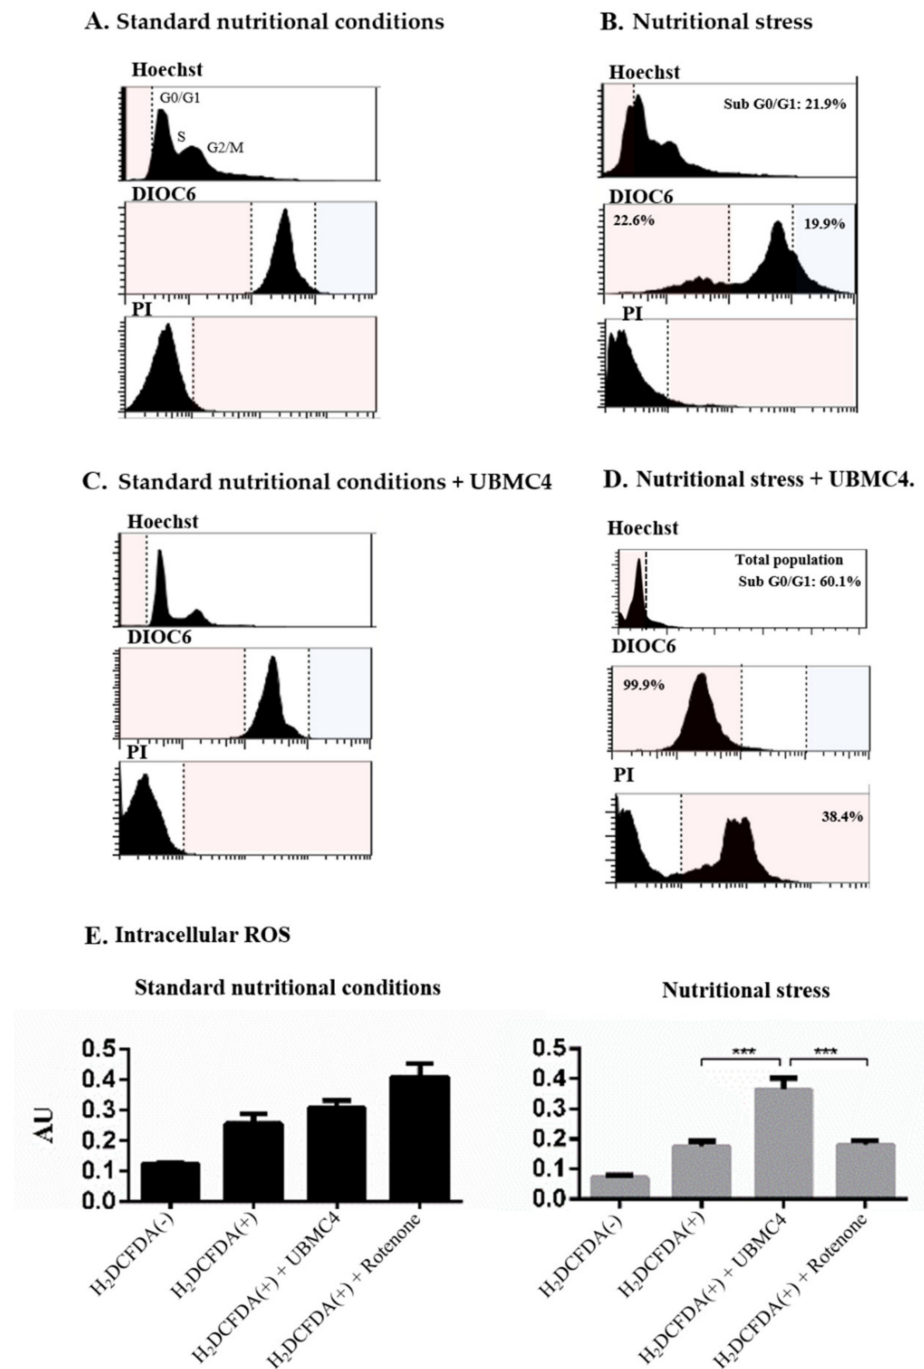 A. Standard nutritional conditions
Hoechst
G0/G1
S
G2/M
DIOC6
PI
B. Nutritional stress
Hoechst
Sub G0/G1: 21.9%
DIOC6
22.6%
19.9%
PI
C. Standard nutritional conditions + UBMC4
Hoechst
DIOC6
PI
D. Nutritional stress + UBMC4.
Hoechst
Total population
Sub G0/G1: 60.1%
DIOC6
99.9%
PI
38.4%
E. Intracellular ROS
Standard nutritional conditions
AU
0.5
0.4
0.3
0.2
0.1
0.0
H₂DCFDA(-)
H₂DCFDA(+)
H₂DCFDA(+) + UBMC4
H₂DCFDA(+) + Rotenone
Nutritional stress
0.5
0.4
0.3
0.2
0.1
0.0
***
***
H₂DCFDA(-)
H₂DCFDA(+)
H₂DCFDA(+) + UBMC4
H₂DCFDA(+) + Rotenone